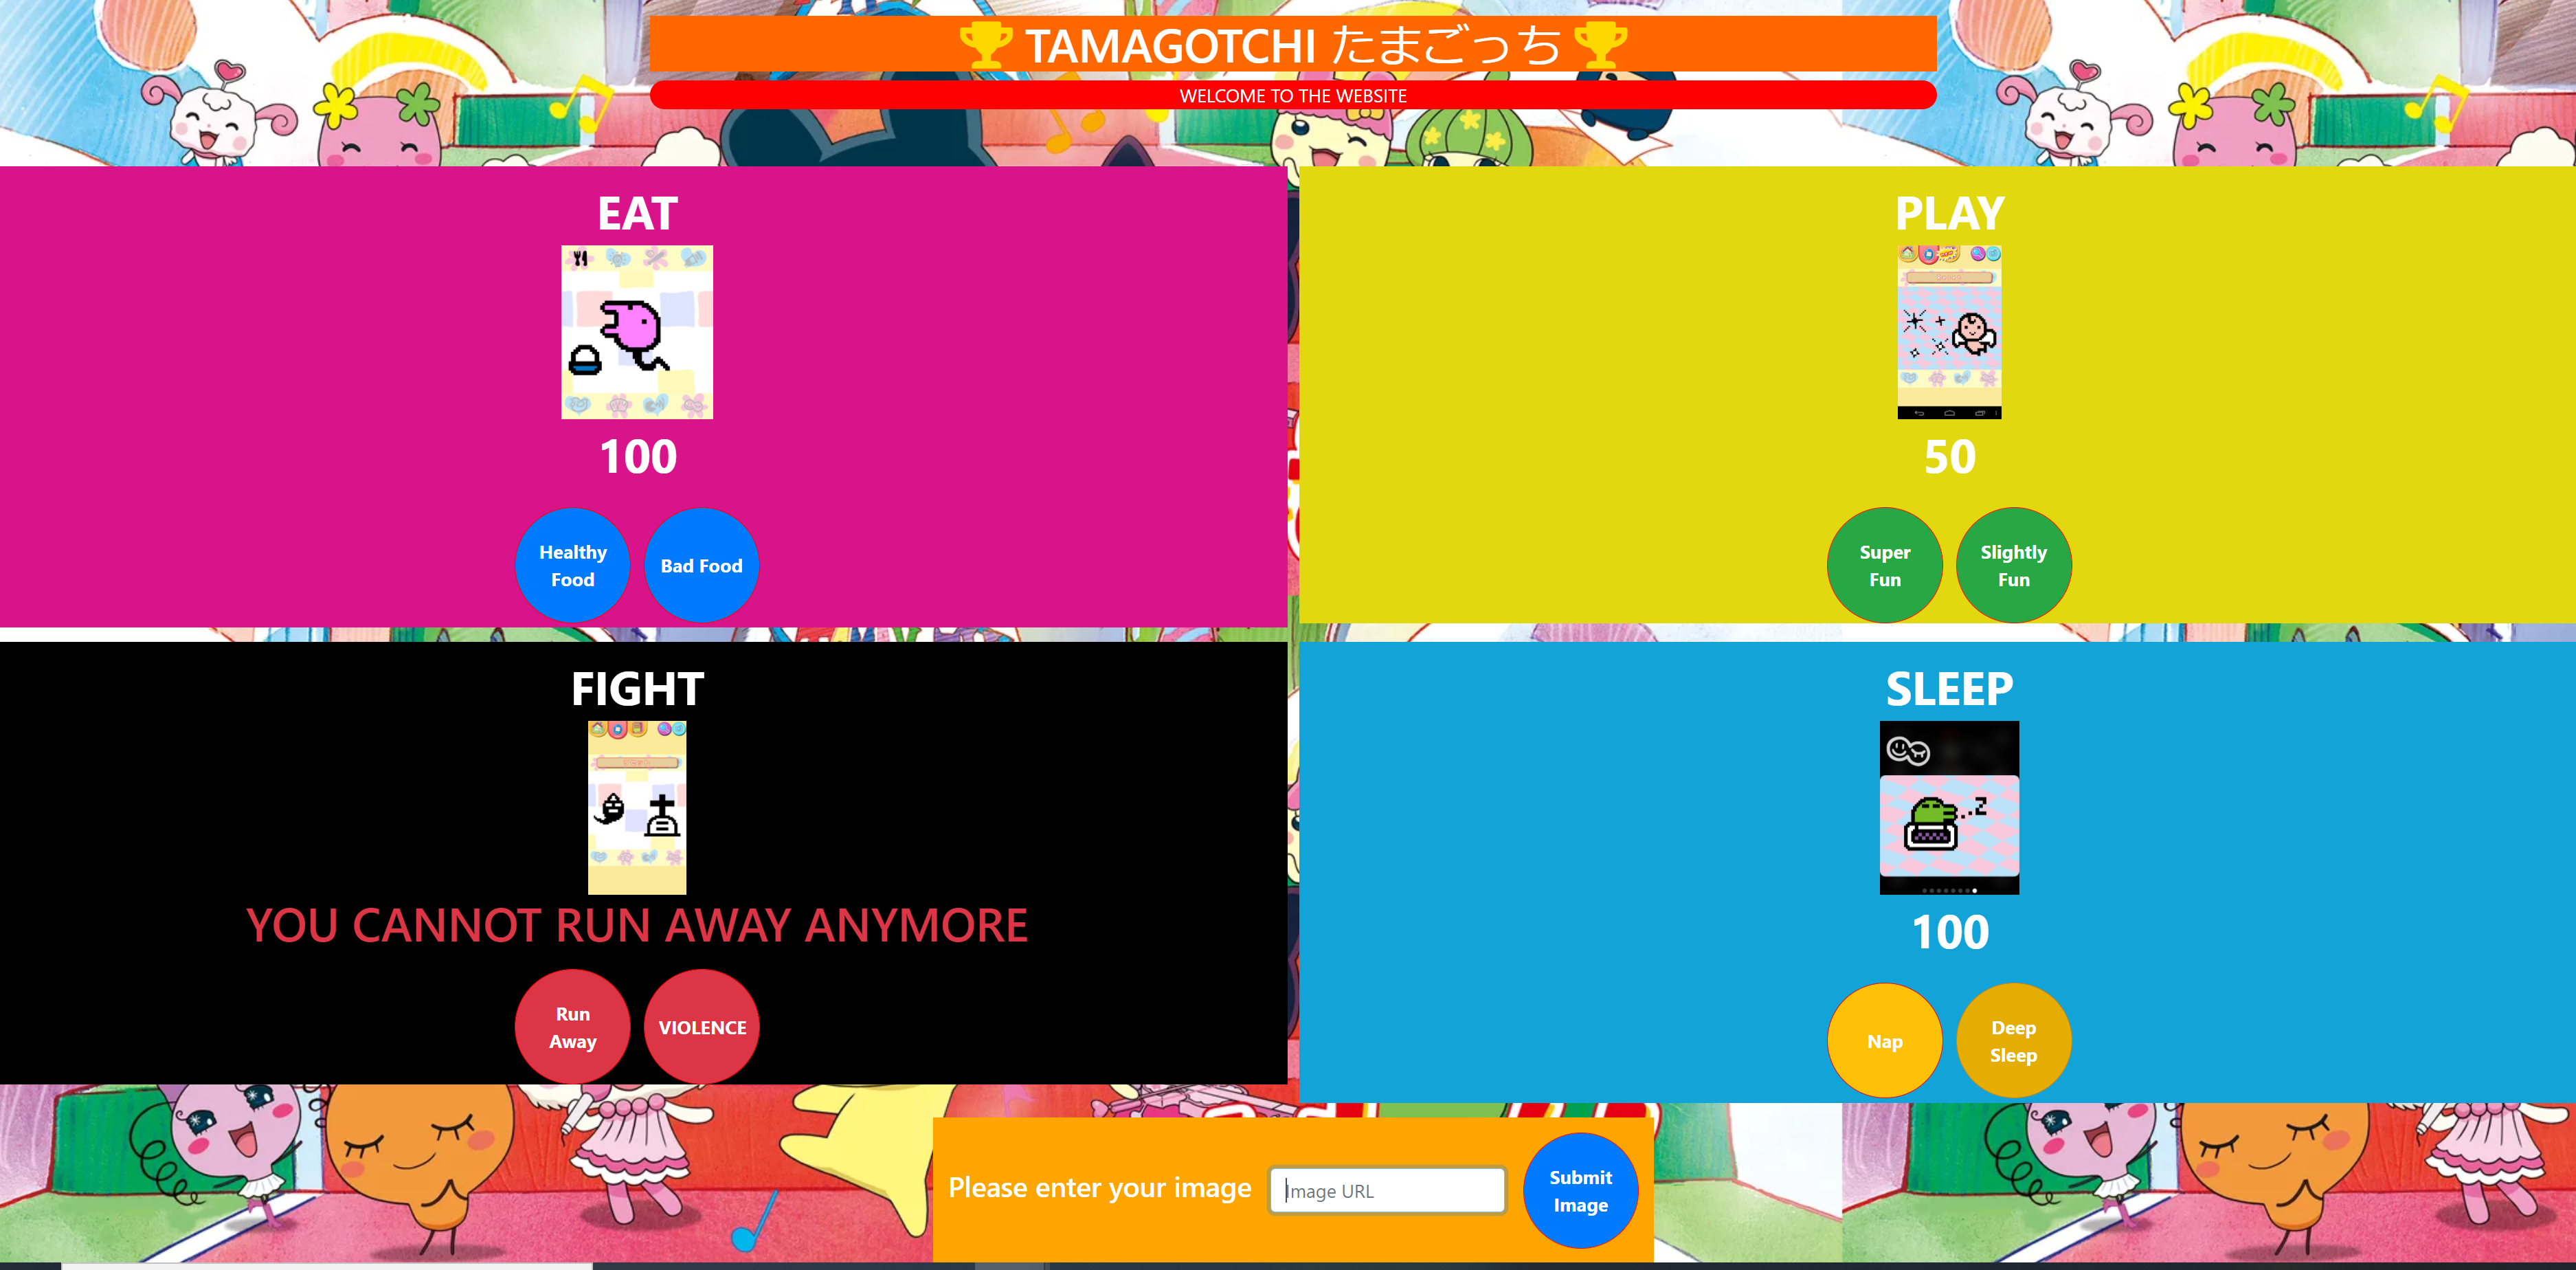 TAMAGOTCHI たまごっち
WELCOME TO THE WEBSITE
EAT
100
Healthy
Food
Bad Food
PLAY
50
Super
Fun
Slightly
Fun
FIGHT
YOU CANNOT RUN AWAY ANYMORE
Run
Away
VIOLENCE
SLEEP
Z
100
Nap
Deep
Sleep
Please enter your image
Image URL
Submit
Image